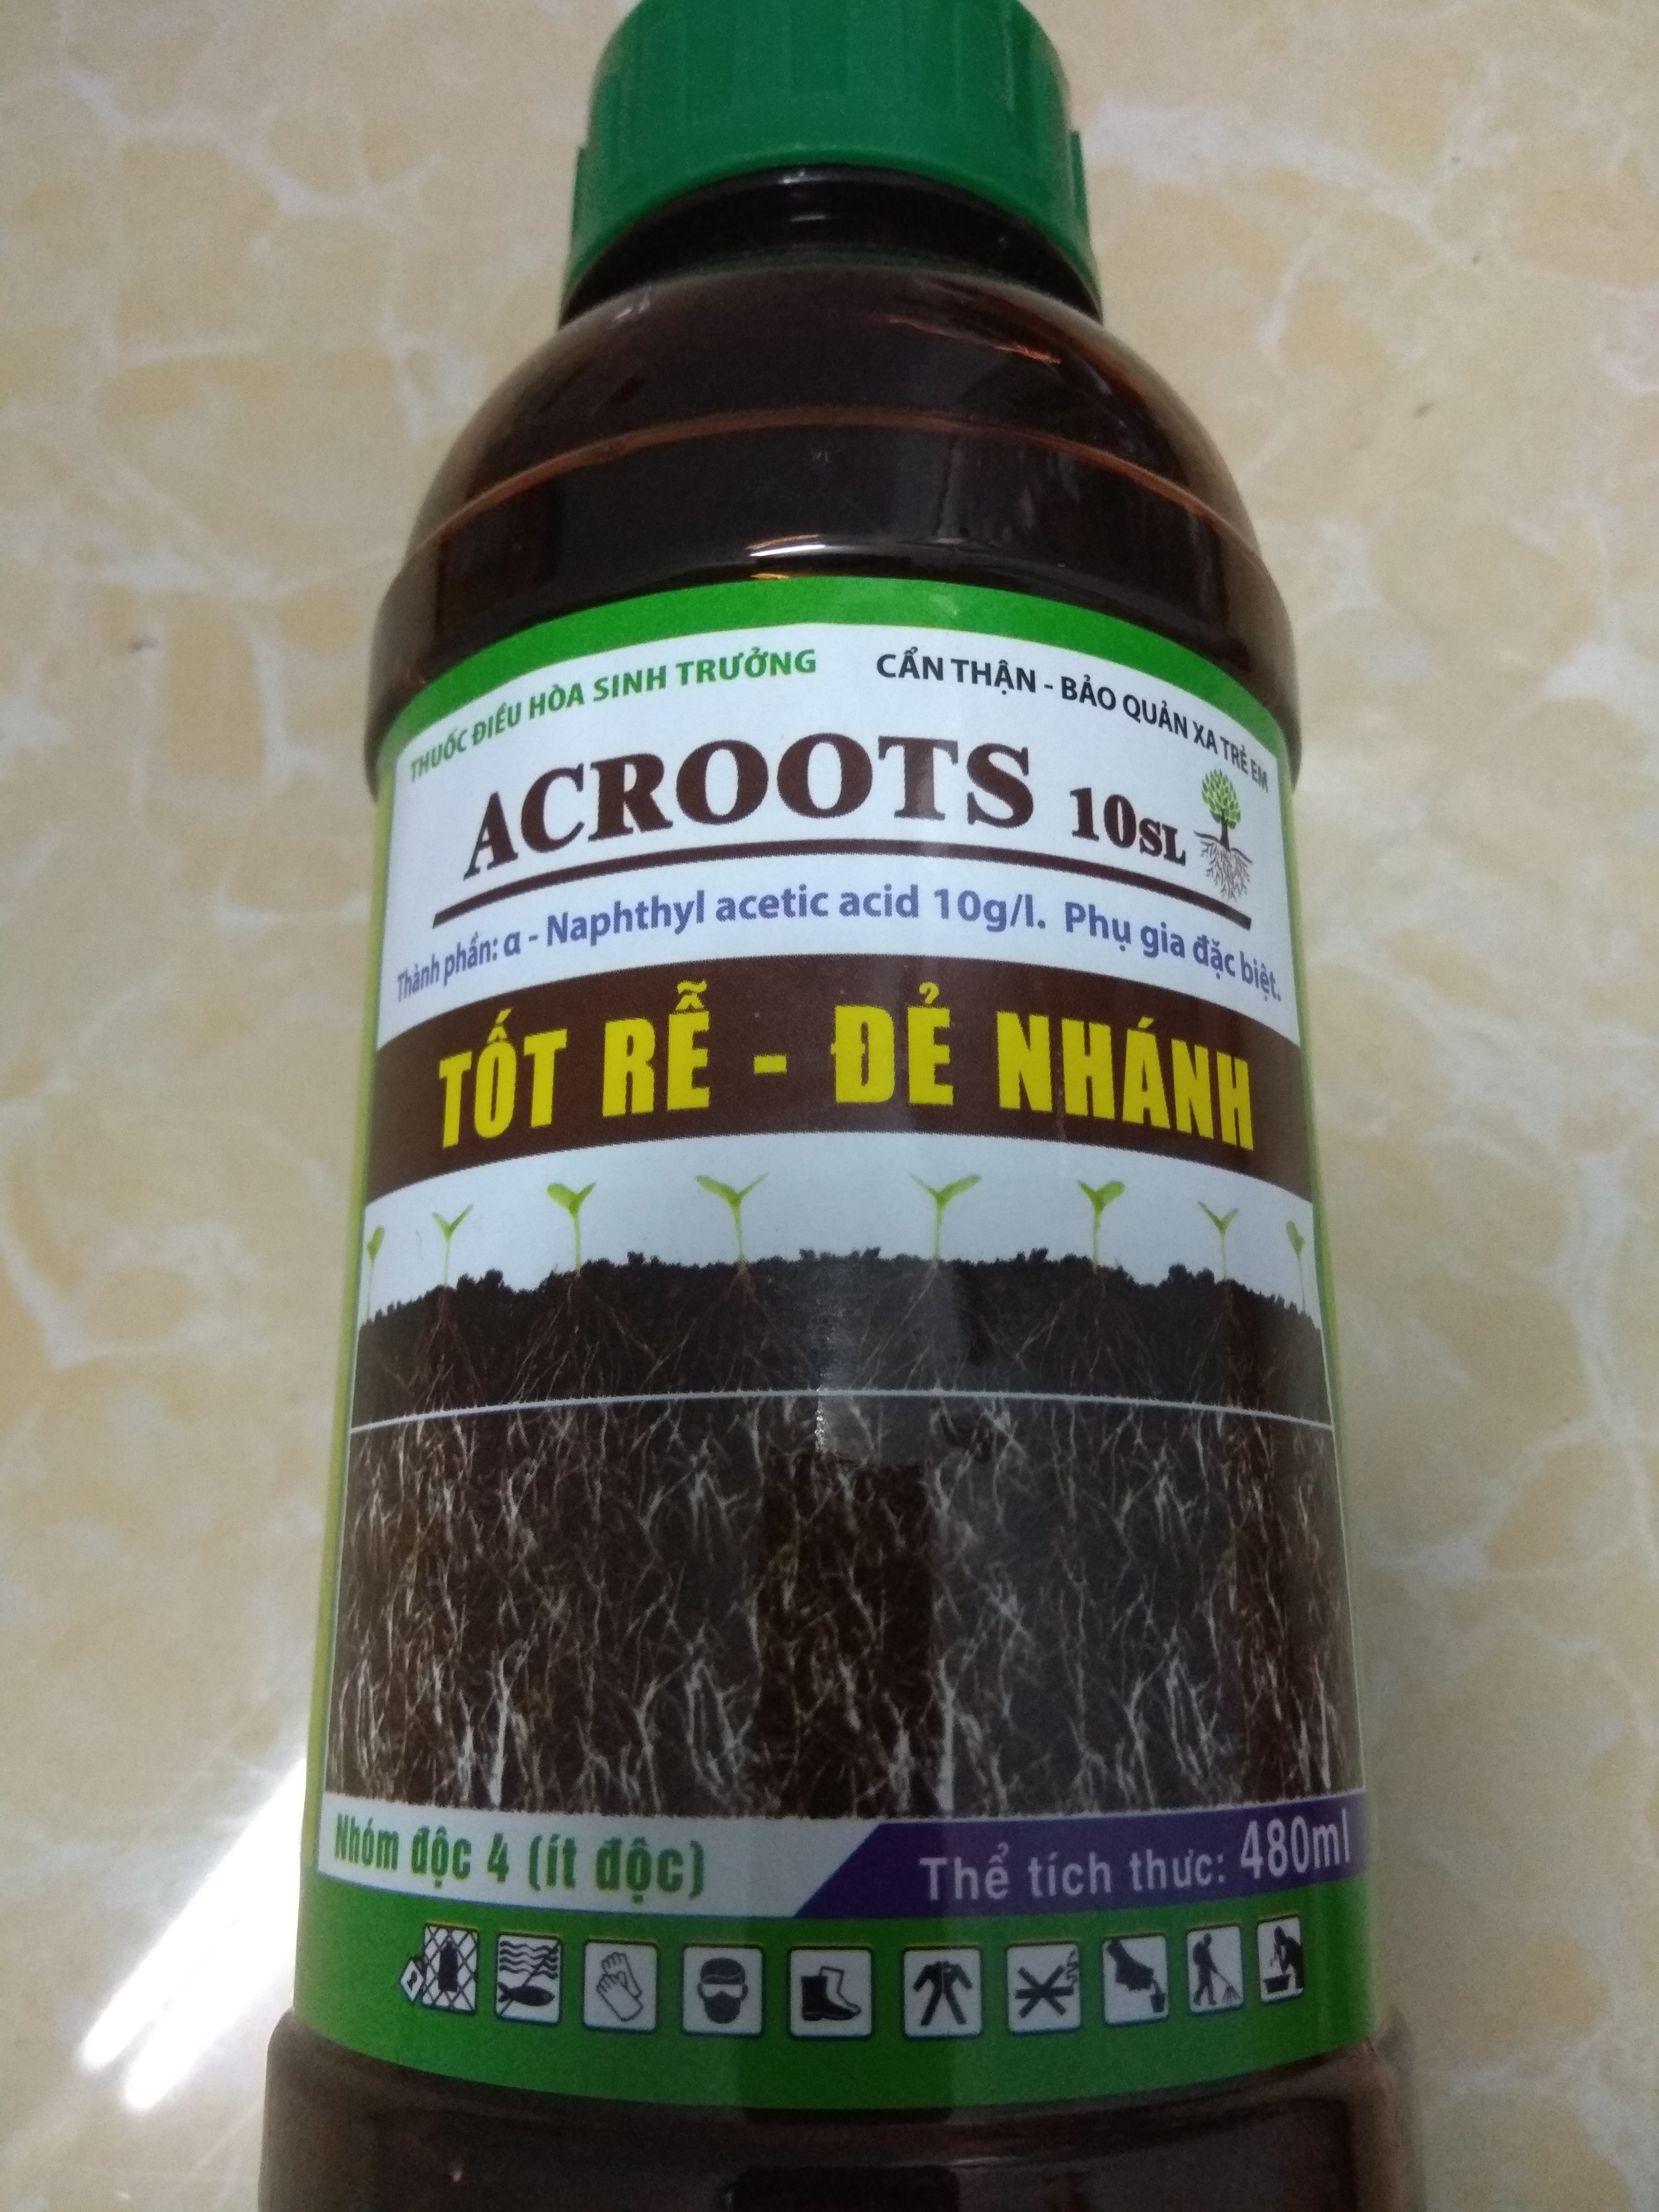 THUỐC ĐIỀU HÒA SINH TRƯỞNG
CẨN THẬN - BẢO QUẢN XA TRẺ EM
ACROOTS 10SL
Thành phần: α - Naphthyl acetic acid 10g/l. Phụ gia đặc biệt.
TỐT RỄ - ĐẺ NHÁNH
Nhóm độc 4 (ít độc)
Thể tích thực: 480ml